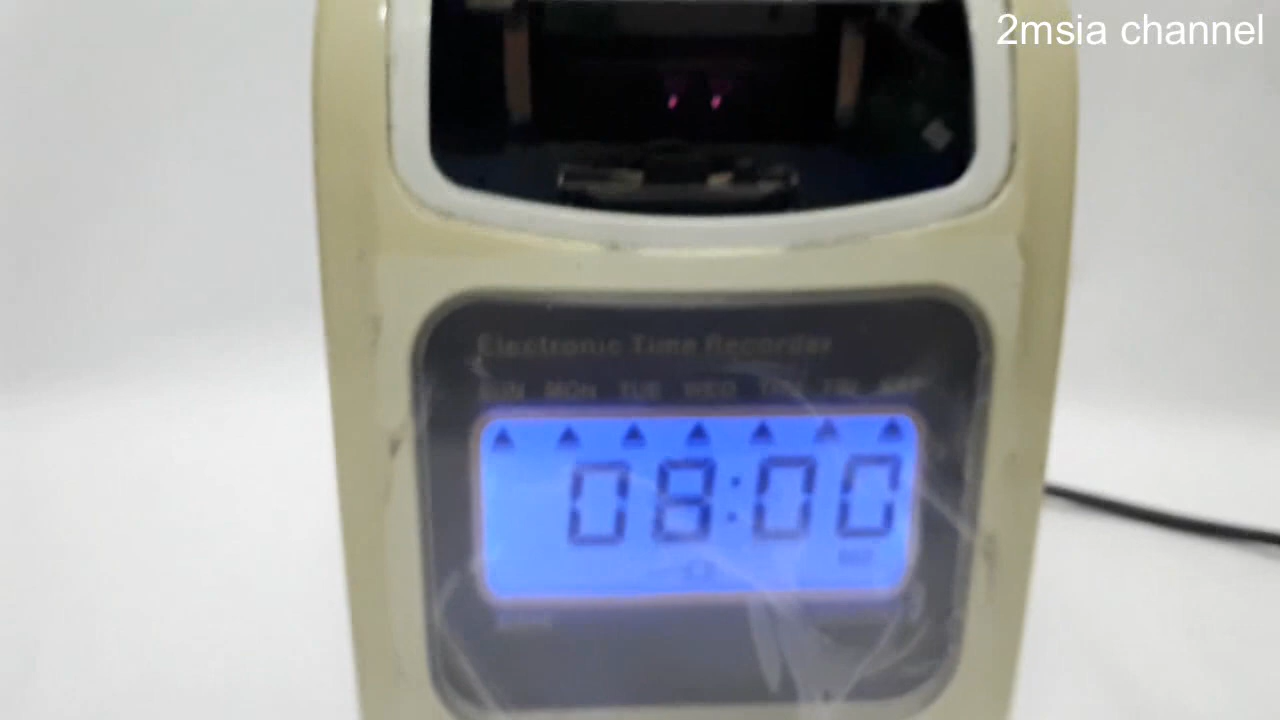 2msia channel
Electronic Time Recorder
SUN MON TUE WED THU FRI SAT
08:00